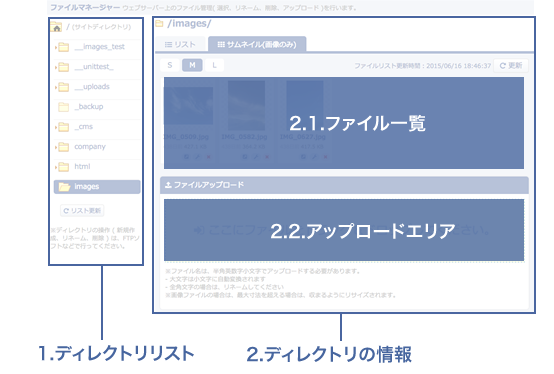 ファイルマネージャー ウェブサーバー上のファイル管理[ 選択、リネーム、削除、アップロード ]を行います。
/ (サイトディレクトリ)
__images_test
__unittest_
__uploads
_backup
_cms
company
html
images
リスト更新
※ディレクトリの操作 ( 新規作成、リネーム、削除 ) は、FTPソフトなどで行ってください。
/images/
リスト
サムネイル(画像のみ)
S M L
ファイルリスト更新時間：2015/06/16 18:46:37 更新
2.1.ファイル一覧
ファイルアップロード
2.2.アップロードエリア
※ファイル名は、半角英数字小文字でアップロードする必要があります。
- 大文字は小文字に自動変換されます
- 全角文字の場合は、リネームしてください
※画像ファイルの場合は、最大寸法を超える場合は、収まるようにリサイズされます。
1.ディレクトリリスト
2.ディレクトリの情報